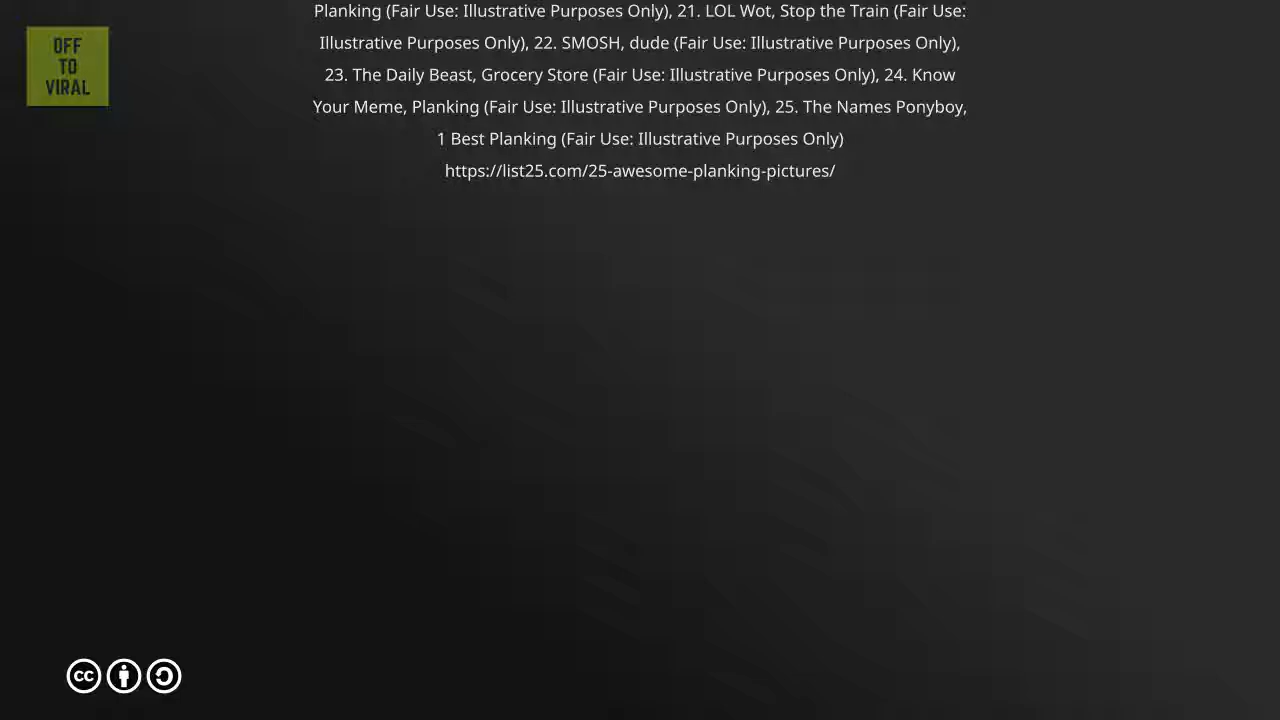 Planking (Fair Use: Illustrative Purposes Only), 21. LOL Wot, Stop the Train (Fair Use:
Illustrative Purposes Only), 22. SMOSH, dude (Fair Use: Illustrative Purposes Only),
23. The Daily Beast, Grocery Store (Fair Use: Illustrative Purposes Only), 24. Know
Your Meme, Planking (Fair Use: Illustrative Purposes Only), 25. The Names Ponyboy,
1 Best Planking (Fair Use: Illustrative Purposes Only)
https://list25.com/25-awesome-planking-pictures/
OFF
TO
VIRAL
cc